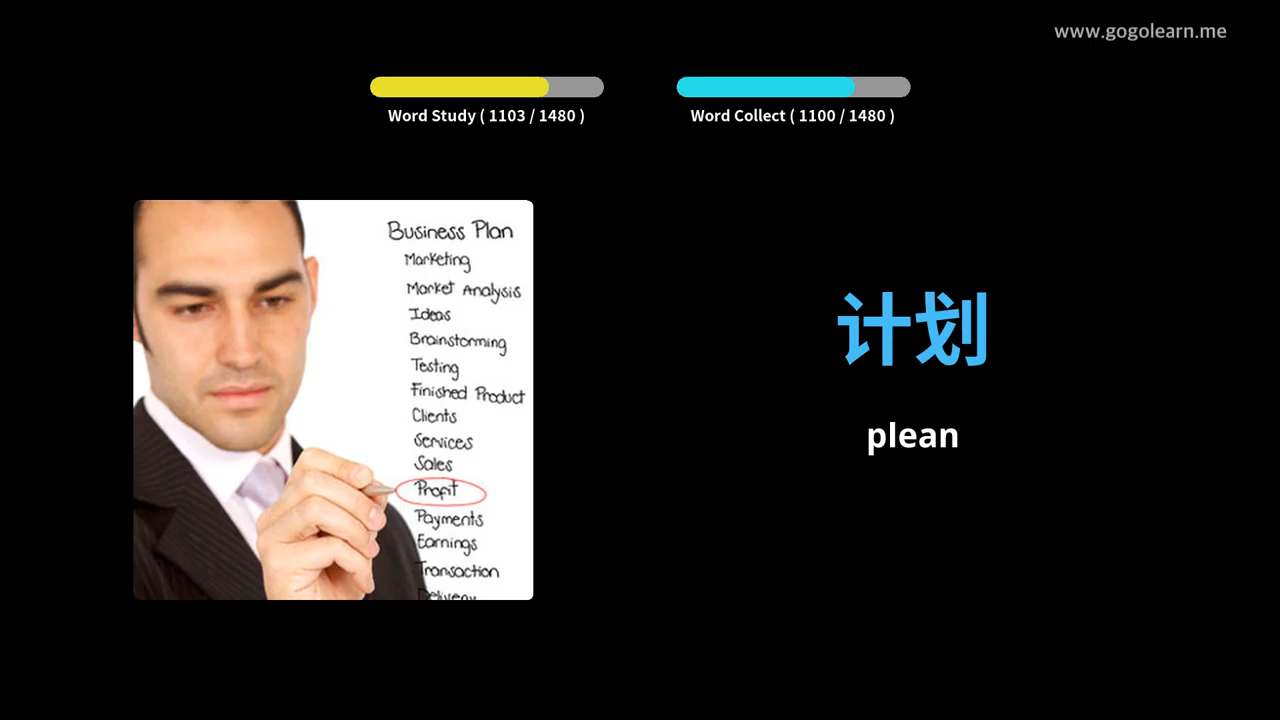 www.gogolearn.me
Word Study ( 1103 / 1480 )
Word Collect ( 1100 / 1480 )
Business Plan
Marketing
Market Analysis
Ideas
Brainstorming
Testing
Finished Product
Clients
Services
Sales
Profit
Payments
Earnings
Transaction
Delivery
计划
plean